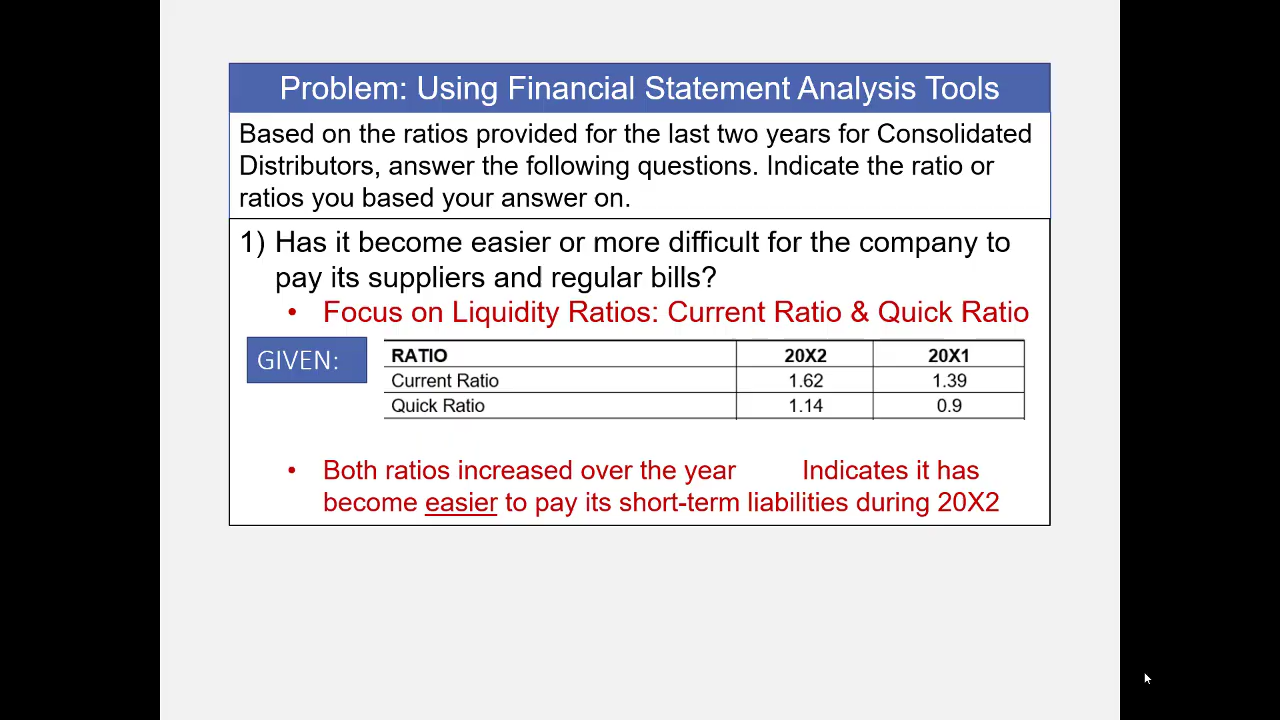 Problem: Using Financial Statement Analysis Tools
Based on the ratios provided for the last two years for Consolidated
Distributors, answer the following questions. Indicate the ratio or
ratios you based your answer on.
1) Has it become easier or more difficult for the company to
pay its suppliers and regular bills?
• Focus on Liquidity Ratios: Current Ratio & Quick Ratio
GIVEN:
RATIO 20X2 20X1
Current Ratio 1.62 1.39
Quick Ratio 1.14 0.9
• Both ratios increased over the year Indicates it has
become easier to pay its short-term liabilities during 20X2